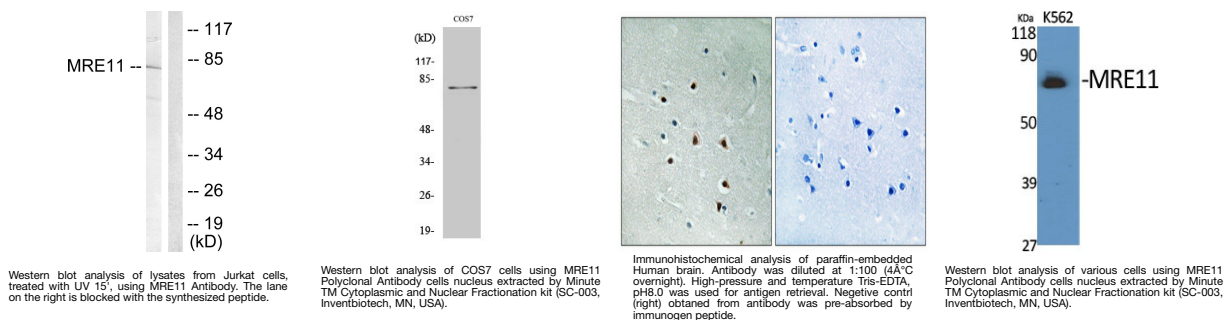 -- 117
MRE11 --
-- 85
-- 48
-- 34
-- 26
-- 19
(kD)
Western blot analysis of lysates from Jurkat cells,
treated with UV 15', using MRE11 Antibody. The lane
on the right is blocked with the synthesized peptide.
COS7
(kD)
117-
85-
48-
34-
26-
19-
Western blot analysis of COS7 cells using MRE11
Polyclonal Antibody cells nucleus extracted by Minute
TM Cytoplasmic and Nuclear Fractionation kit (SC-003,
Inventbiotech, MN, USA).
Immunohistochemical analysis of paraffin-embedded
Human brain. Antibody was diluted at 1:100 (4Â°C
overnight). High-pressure and temperature Tris-EDTA,
pH8.0 was used for antigen retrieval. Negetive contrl
(right) obtaned from antibody was pre-absorbed by
immunogen peptide.
KDa K562
118
90
-MRE11
50
39
27
Western blot analysis of various cells using MRE11
Polyclonal Antibody cells nucleus extracted by Minute
TM Cytoplasmic and Nuclear Fractionation kit (SC-003,
Inventbiotech, MN, USA).